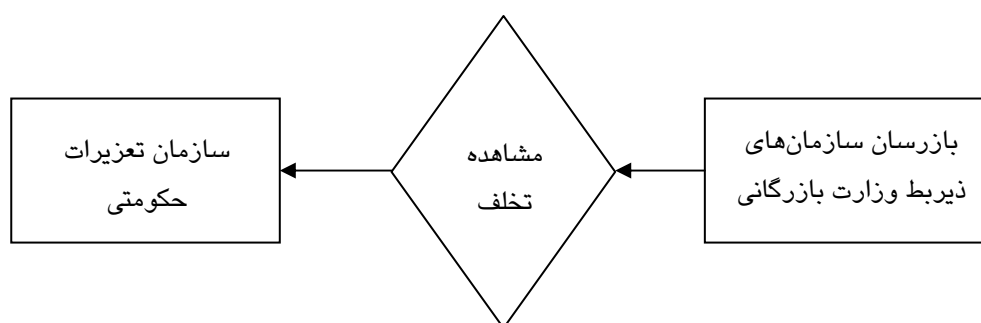 بازرسان سازمان‌های
ذیربط وزارت بازرگانی
مشاهده
تخلف
سازمان تعزیرات
حکومتی